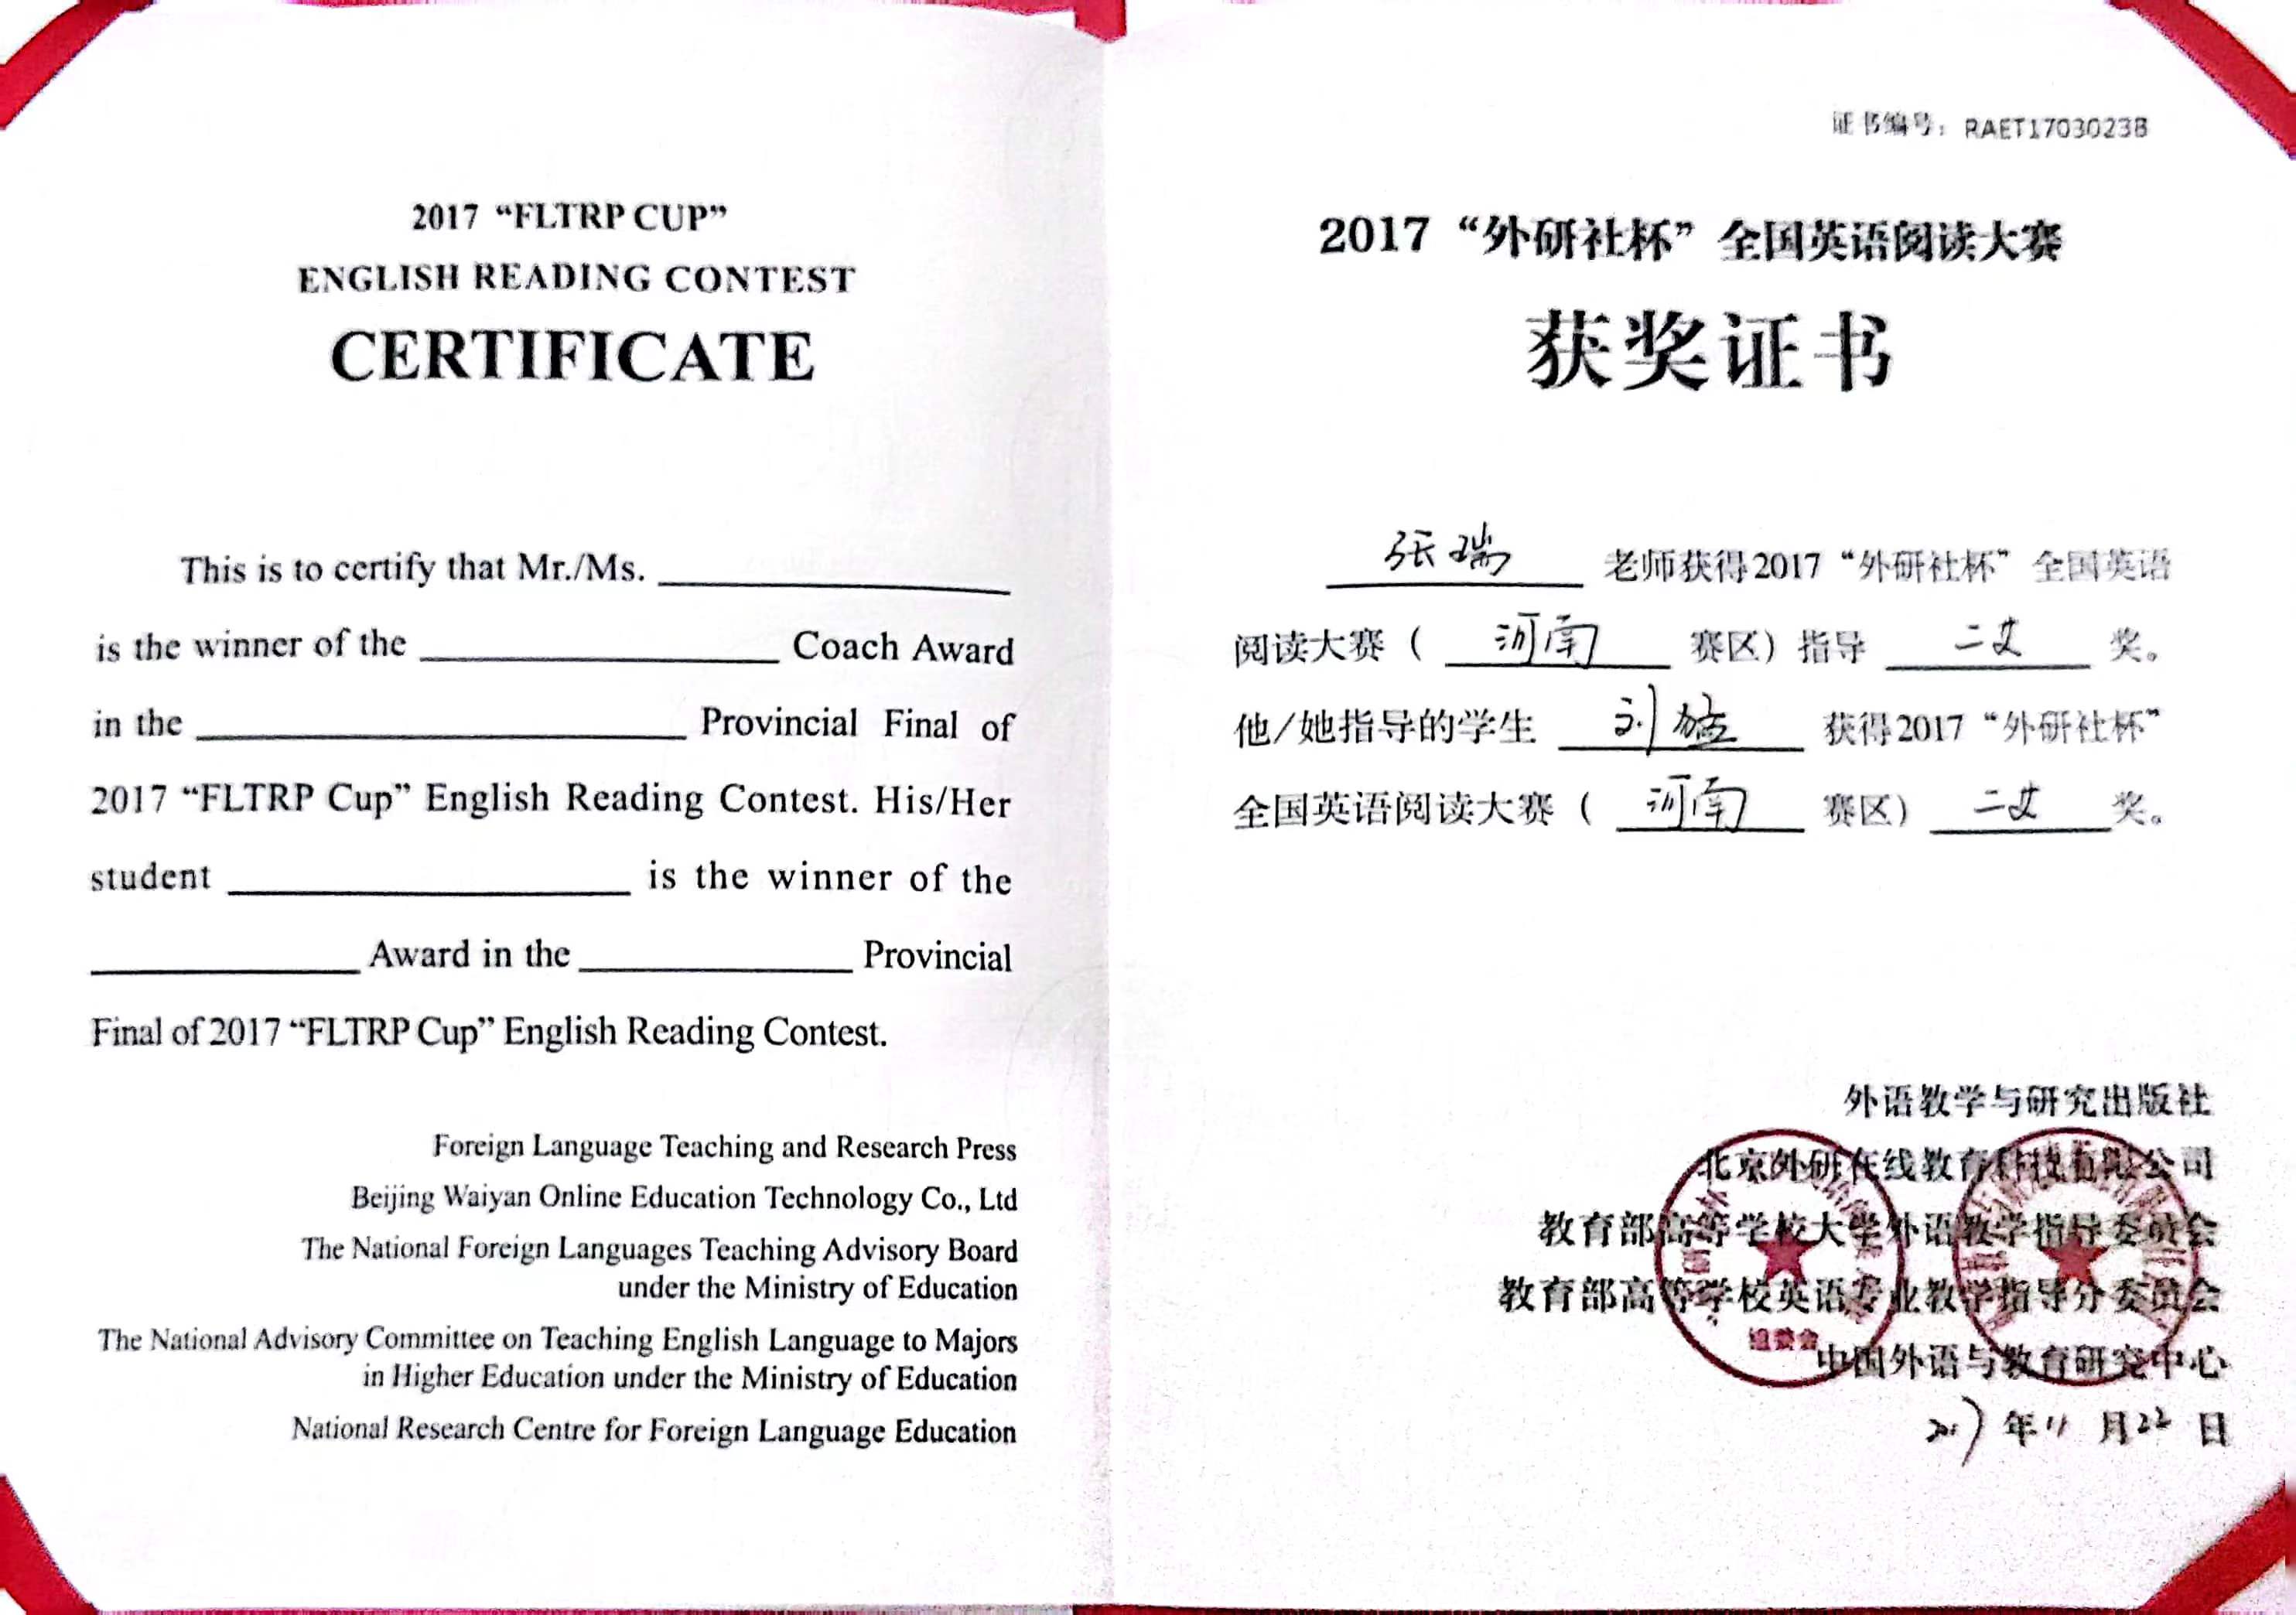 2017 “FLTRP CUP”
ENGLISH READING CONTEST
CERTIFICATE
This is to certify that Mr./Ms.
is the winner of the Coach Award
in the Provincial Final of
2017 “FLTRP Cup” English Reading Contest. His/Her
student is the winner of the
Award in the Provincial
Final of 2017 “FLTRP Cup” English Reading Contest.
Foreign Language Teaching and Research Press
Beijing Waiyan Online Education Technology Co., Ltd
The National Foreign Languages Teaching Advisory Board
under the Ministry of Education
The National Advisory Committee on Teaching English Language to Majors
in Higher Education under the Ministry of Education
National Research Centre for Foreign Language Education
证书编号：RAET1703023B
2017“外研社杯”全国英语阅读大赛
获奖证书
张瑞 老师获得2017“外研社杯”全国英语
阅读大赛（ 河南 赛区）指导 二等 奖。
他/她指导的学生 刘 获得2017“外研社杯”
全国英语阅读大赛（ 河南 赛区） 二等 奖。
外语教学与研究出版社
北京外研在线教育科技有限公司
教育部高等学校大学外语教学指导委员会
教育部高等学校英语专业教学指导分委员会
组委会
中国外语与教育研究中心
2017年11月22日